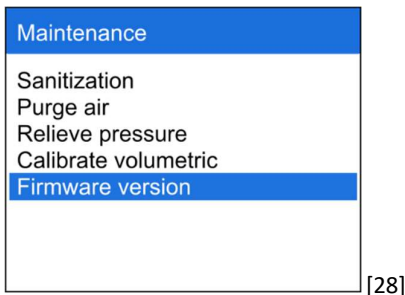 Maintenance
Sanitization
Purge air
Relieve pressure
Calibrate volumetric
Firmware version
[28]